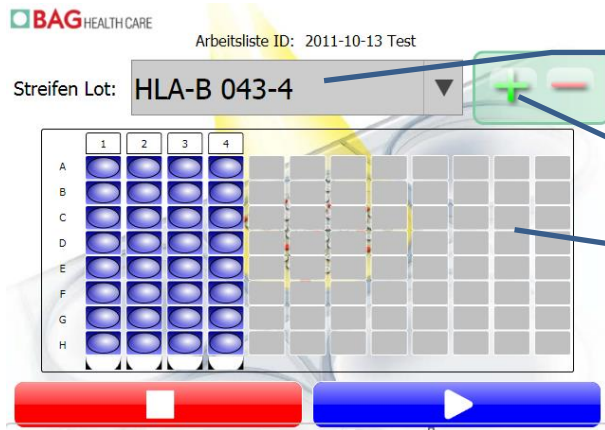 BAG HEALTH CARE
Arbeitsliste ID: 2011-10-13 Test
Streifen Lot: HLA-B 043-4
1 2 3 4
A
B
C
D
E
F
G
H